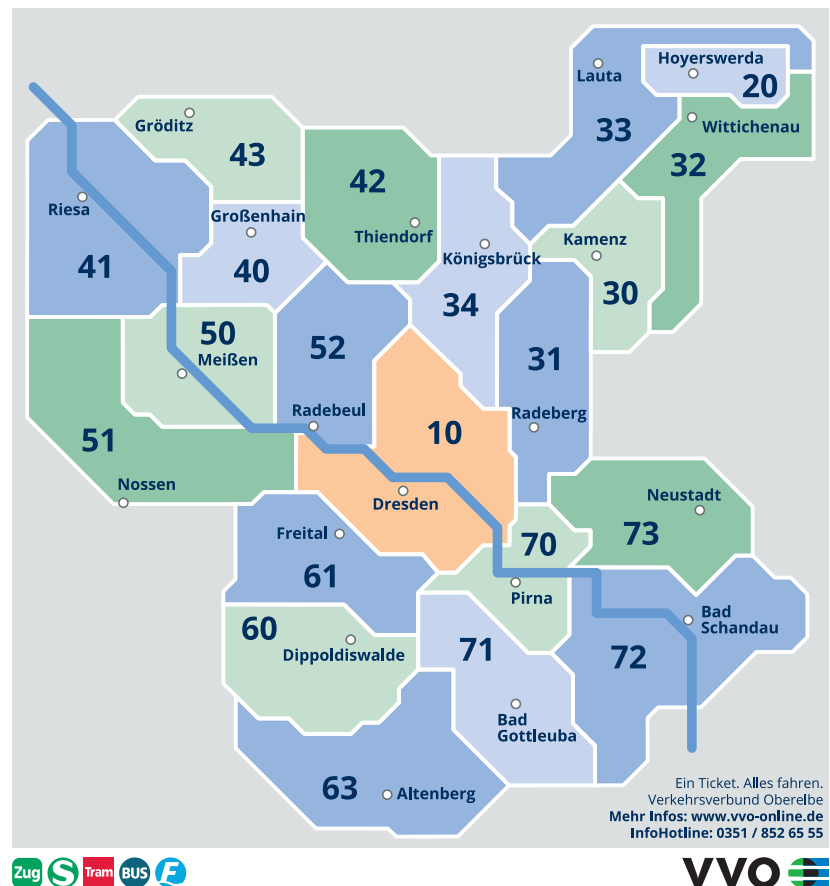 Hoyerswerda
Lauta
20
Gröditz
33
Wittichenau
43
42
32
Riesa
Großenhain
Thiendorf
Kamenz
Königsbrück
41
40
30
34
50
52
Meißen
31
Radebeul
Radeberg
51
10
Nossen
Dresden
Neustadt
Freital
70
73
61
Pirna
60
Bad
Schandau
Dippoldiswalde
71
72
Bad
Gottleuba
63
Altenberg
Ein Ticket. Alles fahren.
Verkehrsverbund Oberelbe
Mehr Infos: www.vvo-online.de
InfoHotline: 0351 / 852 65 55
Zug S Tram BUS F
VVO